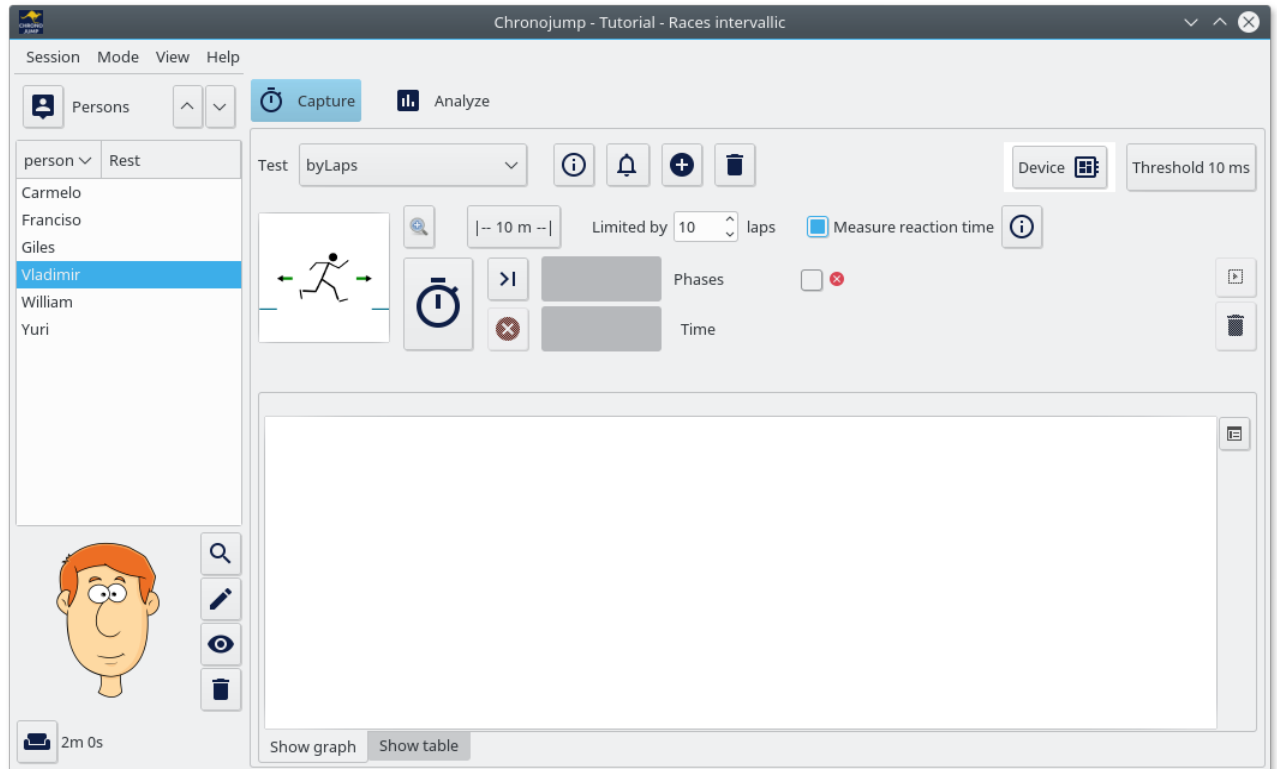 CHRONO
JUMP
Chronojump - Tutorial - Races intervallic
Session Mode View Help
Persons
Capture
Analyze
person Rest
Carmelo
Franciso
Giles
Vladimir
William
Yuri
Test byLaps
Device
Threshold 10 ms
|-- 10 m --|
Limited by 10 laps
Measure reaction time
Phases
Time
2m 0s
Show graph
Show table